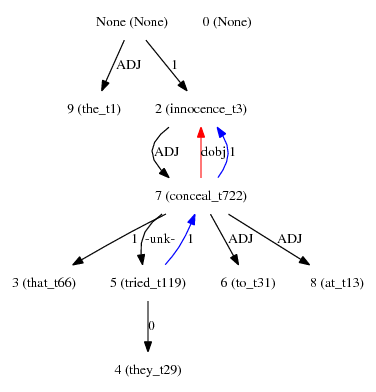 None (None) 0 (None)
ADJ 1
9 (the_t1) 2 (innocence_t3)
ADJ dobj 1
7 (conceal_t722)
1 -unk- 1 ADJ ADJ
3 (that_t66) 5 (tried_t119) 6 (to_t31) 8 (at_t13)
0
4 (they_t29)